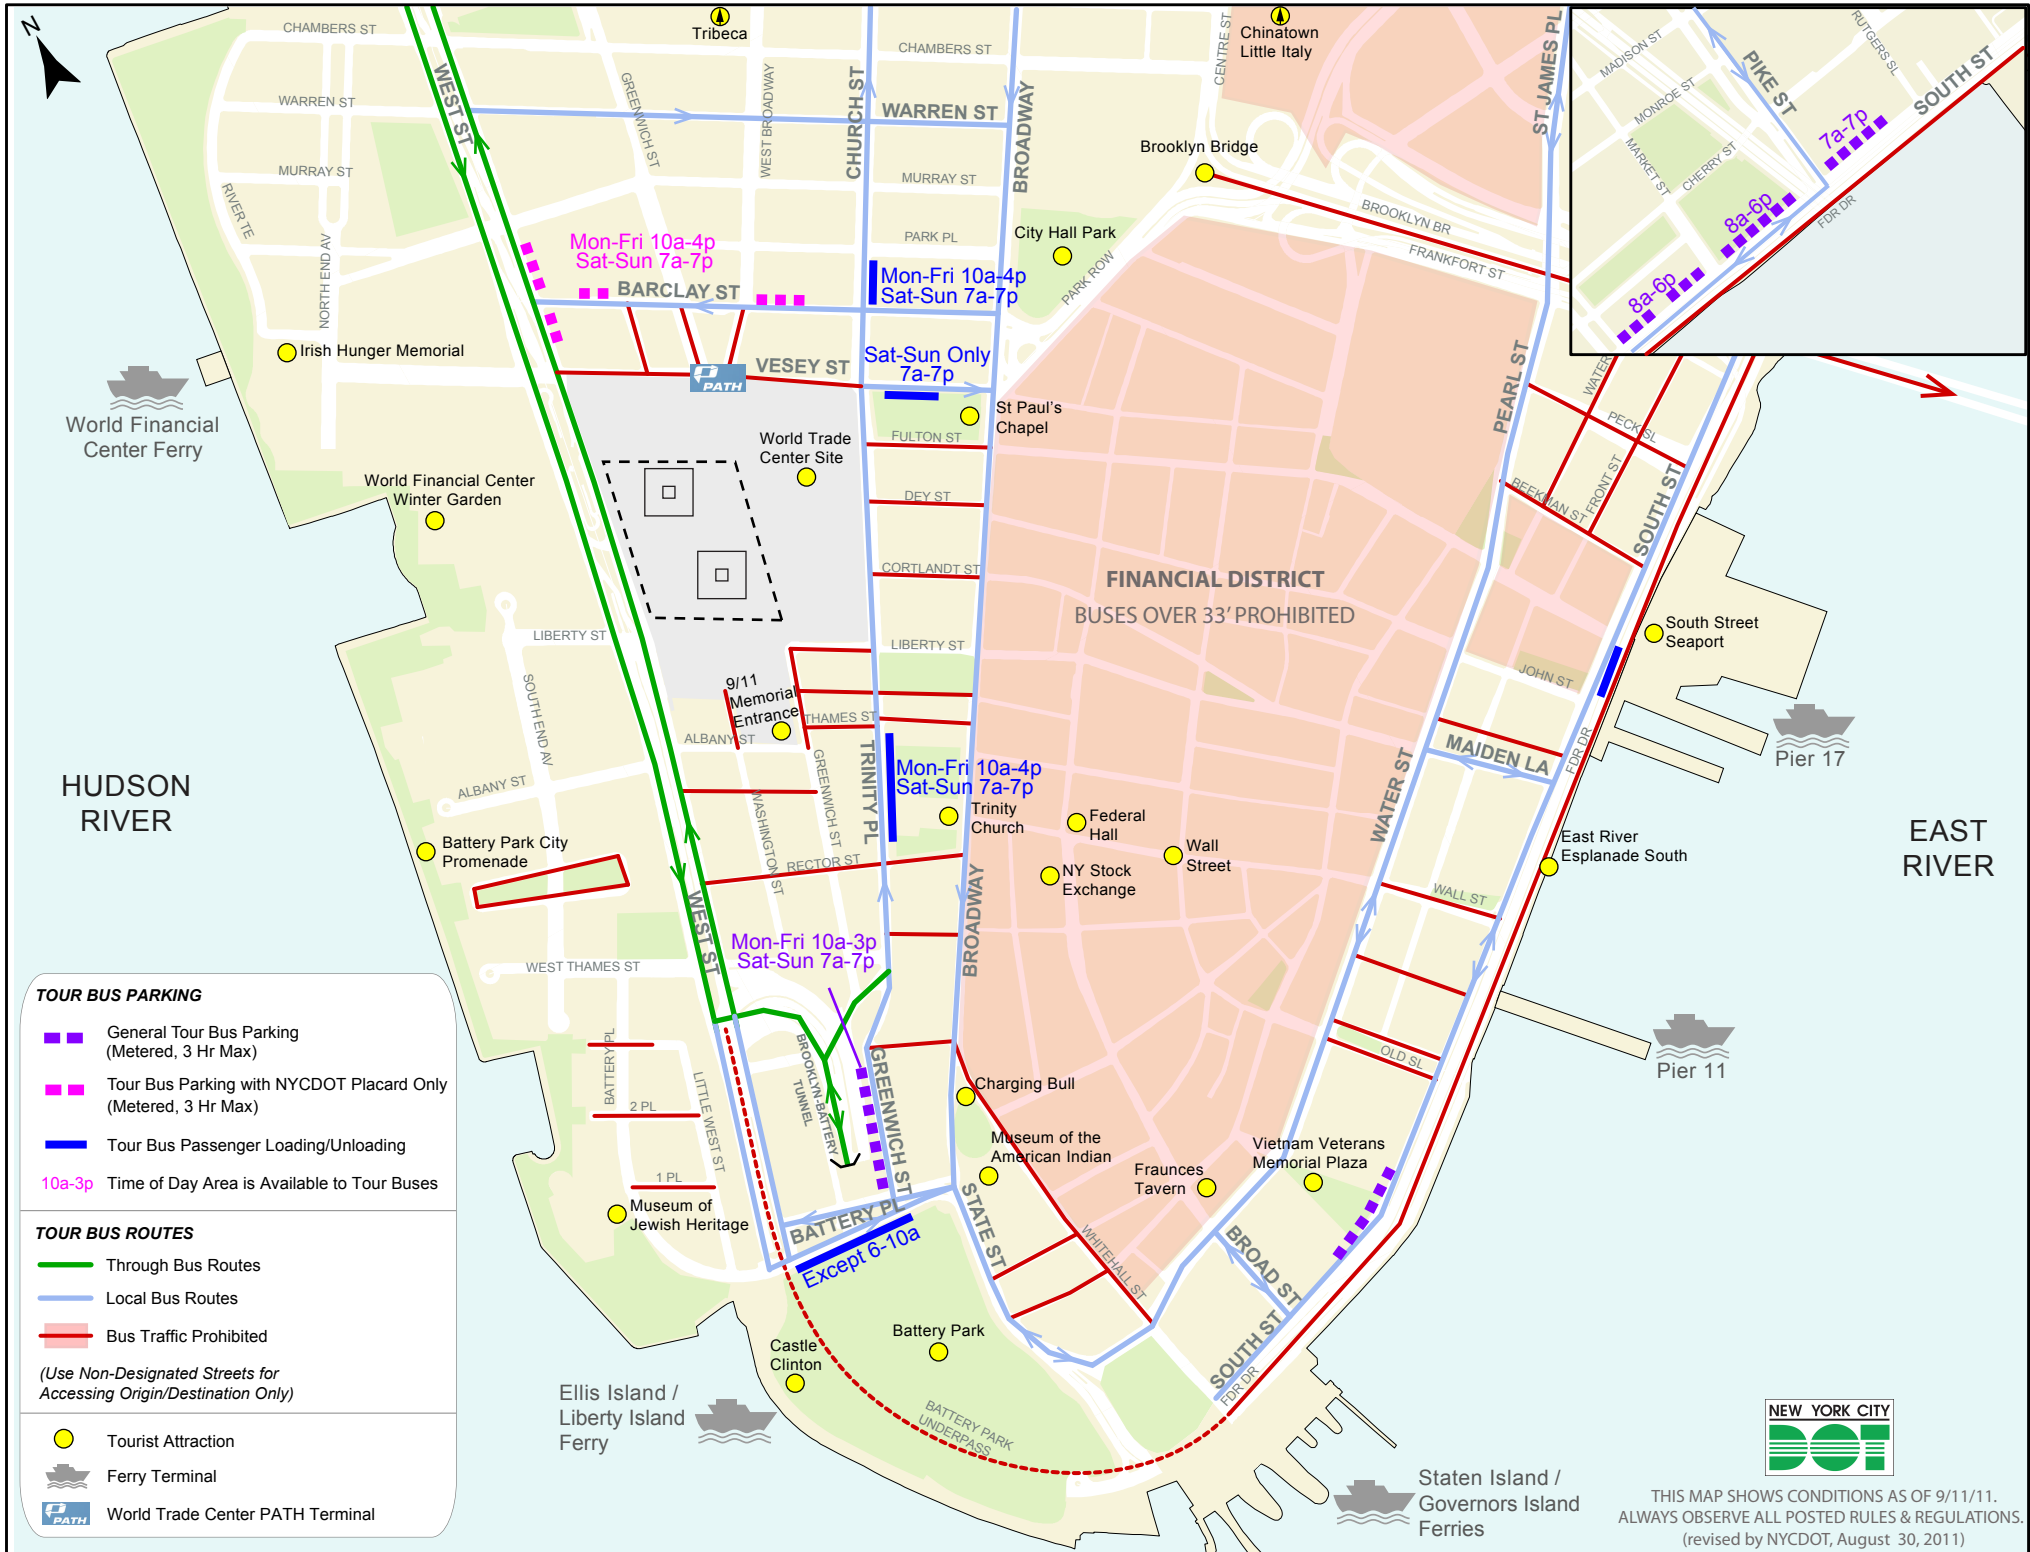 N
CHAMBERS ST
Tribeca
CHAMBERS ST
CENTRE ST
Chinatown
Little Italy
ST JAMES PL
WEST ST
GREENWICH ST
WEST BROADWAY
CHURCH ST
WARREN ST
WARREN ST
BROADWAY
MURRAY ST
MURRAY ST
Brooklyn Bridge
BROOKLYN BR
FRANKFORT ST
RIVER TE
NORTH END AV
PARK PL
City Hall Park
PARK ROW
Mon-Fri 10a-4p
Sat-Sun 7a-7p
BARCLAY ST
Mon-Fri 10a-4p
Sat-Sun 7a-7p
MADISON ST
MONROE ST
MARKET ST
CHERRY ST
PIKE ST
RUTGERS SL
SOUTH ST
7a-7p
8a-6p
8a-6p
FDR DR
Irish Hunger Memorial
VESEY ST
PATH
Sat-Sun Only
7a-7p
St Paul's
Chapel
World Financial
Center Ferry
FULTON ST
World Trade
Center Site
World Financial Center
Winter Garden
DEY ST
CORTLANDT ST
LIBERTY ST
LIBERTY ST
PEARL ST
WATER
PECK SL
FRONT ST
BEEKMAN ST
SOUTH ST
FINANCIAL DISTRICT
BUSES OVER 33' PROHIBITED
South Street
Seaport
JOHN ST
Pier 17
9/11
Memorial
Entrance
THAMES ST
ALBANY ST
SOUTH END AV
ALBANY ST
GREENWICH ST
WASHINGTON ST
TRINITY PL
Mon-Fri 10a-4p
Sat-Sun 7a-7p
Trinity
Church
Federal
Hall
Wall
Street
NY Stock
Exchange
WATER ST
MAIDEN LA
FDR DR
East River
Esplanade South
HUDSON
RIVER
EAST
RIVER
Battery Park City
Promenade
RECTOR ST
WALL ST
WEST ST
BROADWAY
Mon-Fri 10a-3p
Sat-Sun 7a-7p
WEST THAMES ST
BATTERY PL
LITTLE WEST ST
2 PL
1 PL
BROOKLYN-BATTERY
TUNNEL
GREENWICH ST
OLD SL
Pier 11
Charging Bull
Museum of the
American Indian
Fraunces
Tavern
Vietnam Veterans
Memorial Plaza
Museum of
Jewish Heritage
BATTERY PL
Except 6-10a
STATE ST
WHITEHALL ST
BROAD ST
SOUTH ST
FDR DR
Castle
Clinton
Battery Park
BATTERY PARK
UNDERPASS
Ellis Island /
Liberty Island
Ferry
Staten Island /
Governors Island
Ferries
TOUR BUS PARKING
General Tour Bus Parking
(Metered, 3 Hr Max)
Tour Bus Parking with NYCDOT Placard Only
(Metered, 3 Hr Max)
Tour Bus Passenger Loading/Unloading
10a-3p Time of Day Area is Available to Tour Buses
TOUR BUS ROUTES
Through Bus Routes
Local Bus Routes
Bus Traffic Prohibited
(Use Non-Designated Streets for
Accessing Origin/Destination Only)
Tourist Attraction
Ferry Terminal
PATH World Trade Center PATH Terminal
NEW YORK CITY
DOT
THIS MAP SHOWS CONDITIONS AS OF 9/11/11.
ALWAYS OBSERVE ALL POSTED RULES & REGULATIONS.
(revised by NYCDOT, August 30, 2011)